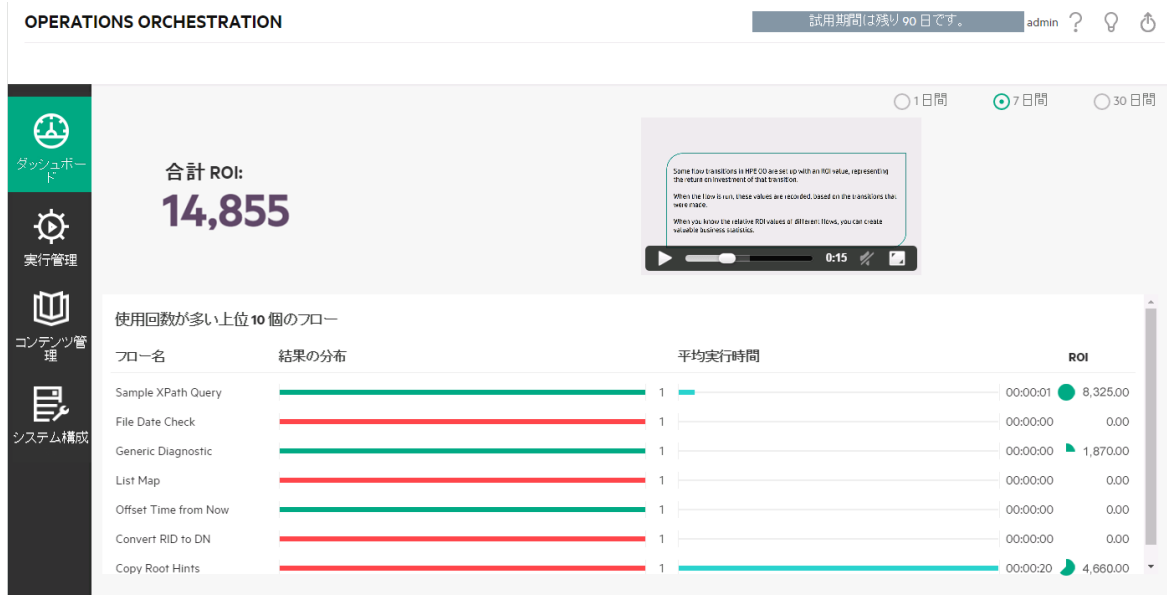 OPERATIONS ORCHESTRATION
試用期間は残り 90 日です。
admin
1 日間
7 日間
30 日間
ダッシュボー
ド
実行管理
コンテンツ管
理
システム構成
合計 ROI:
14,855
Some flow transitions in HPE OO are set up with an ROI value, representing
the return on investment of that transition.
When the flow is run, these values are recorded, based on the transitions that
were made.
When you know the relative ROI values of different flows, you can create
valuable business statistics.
0:15
使用回数が多い上位 10 個のフロー
フロー名 結果の分布 平均実行時間 ROI
Sample XPath Query 1 00:00:01 8,325.00
File Date Check 1 00:00:00 0.00
Generic Diagnostic 1 00:00:00 1,870.00
List Map 1 00:00:00 0.00
Offset Time from Now 1 00:00:00 0.00
Convert RID to DN 1 00:00:00 0.00
Copy Root Hints 1 00:00:20 4,660.00